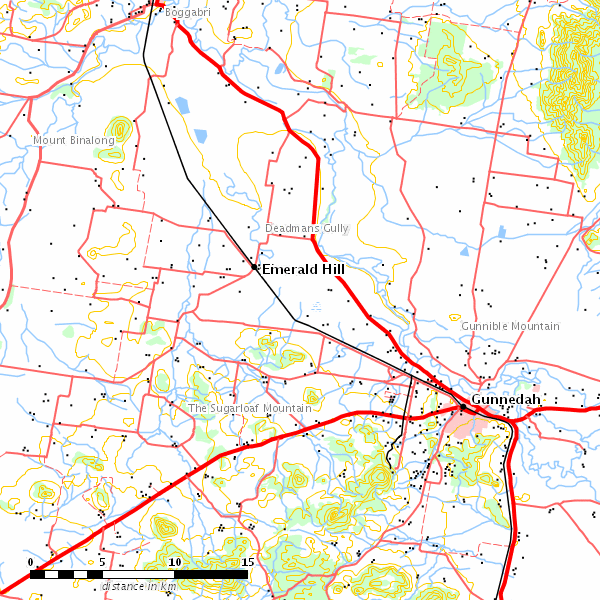 Boggabri
Mount Binalong
Deadmans Gully
Emerald Hill
Gunnible Mountain
Gunnedah
The Sugarloaf Mountain
0 5 10 15
distance in km